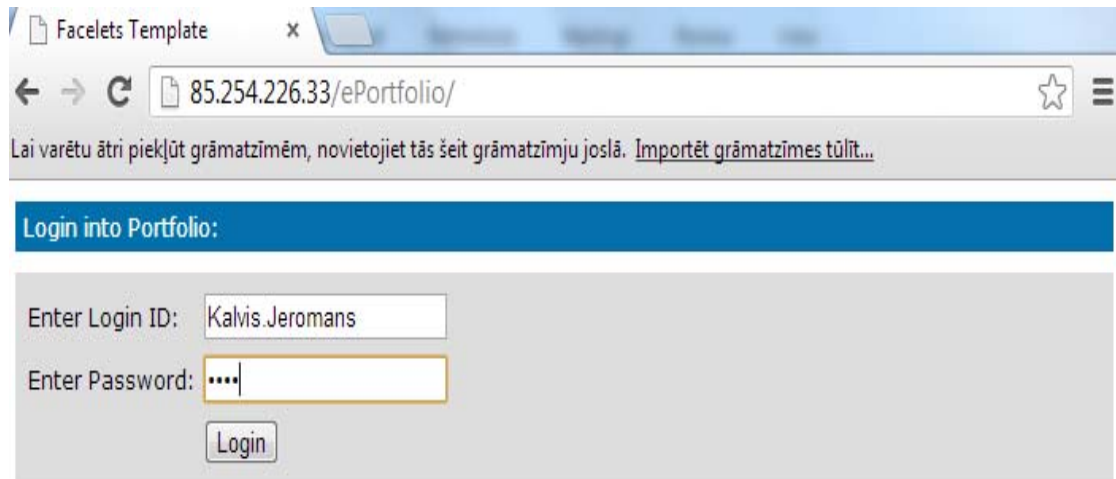 Facelets Template
85.254.226.33/ePortfolio/
Lai varētu ātri piekļūt grāmatzīmēm, novietojiet tās šeit grāmatzīmju joslā. Importēt grāmatzīmes tūlīt...
Login into Portfolio:
Enter Login ID: Kalvis.Jeromans
Enter Password: ••••
Login